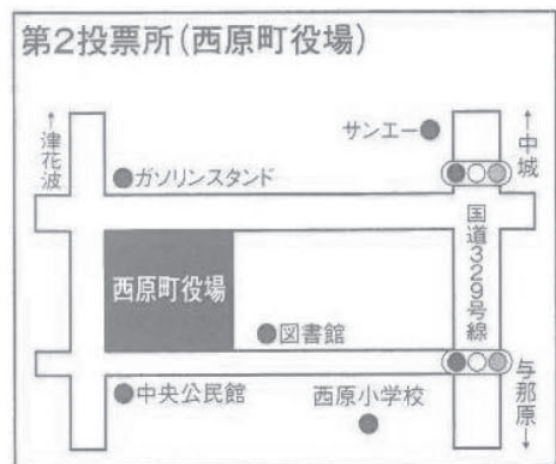 第2投票所(西原町役場)
↑津花波
サンエー
↑中城
ガソリンスタンド
国道329号線
西原町役場
図書館
中央公民館
西原小学校
与那原↓